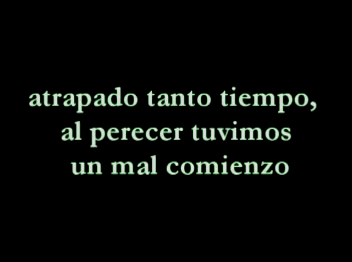 atrapado tanto tiempo,
al perecer tuvimos
un mal comienzo